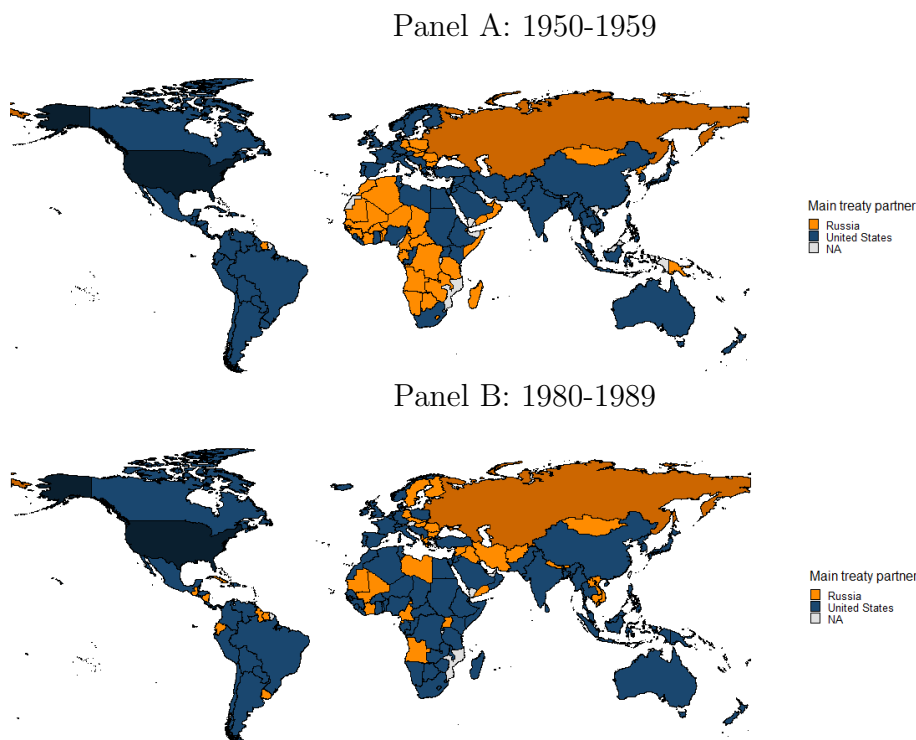 Panel A: 1950-1959
Main treaty partner
Russia
United States
NA
Panel B: 1980-1989
Main treaty partner
Russia
United States
NA